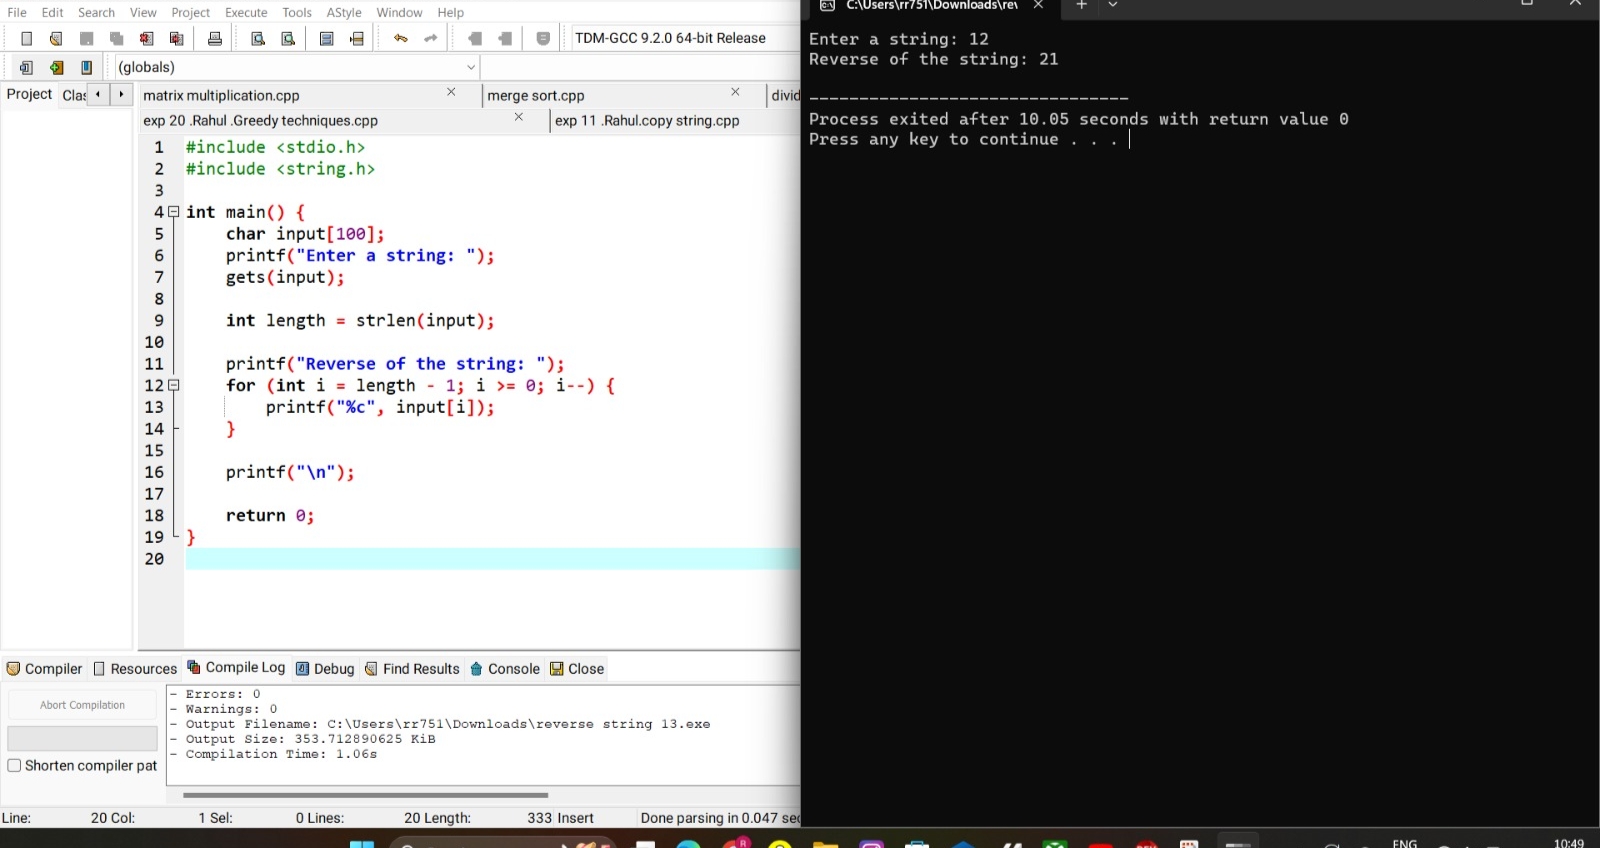 File Edit Search View Project Execute Tools AStyle Window Help
TDM-GCC 9.2.0 64-bit Release
(globals)
Project Clas
matrix multiplication.cpp merge sort.cpp divid
exp 20 .Rahul .Greedy techniques.cpp exp 11 .Rahul.copy string.cpp
1 #include <stdio.h>
2 #include <string.h>
3
4 int main() {
5 char input[100];
6 printf("Enter a string: ");
7 gets(input);
8
9 int length = strlen(input);
10
11 printf("Reverse of the string: ");
12 for (int i = length - 1; i >= 0; i--) {
13 printf("%c", input[i]);
14 }
15
16 printf("\n");
17
18 return 0;
19 }
20
Compiler Resources Compile Log Debug Find Results Console Close
Abort Compilation
Shorten compiler pat
- Errors: 0
- Warnings: 0
- Output Filename: C:\Users\rr751\Downloads\reverse string 13.exe
- Output Size: 353.712890625 KiB
- Compilation Time: 1.06s
Line: 20 Col: 1 Sel: 0 Lines: 20 Length: 333 Insert Done parsing in 0.047 sec
C:\Users\rr751\Downloads\rev
Enter a string: 12
Reverse of the string: 21
--------------------------------
Process exited after 10.05 seconds with return value 0
Press any key to continue . . .
ENG
10:49